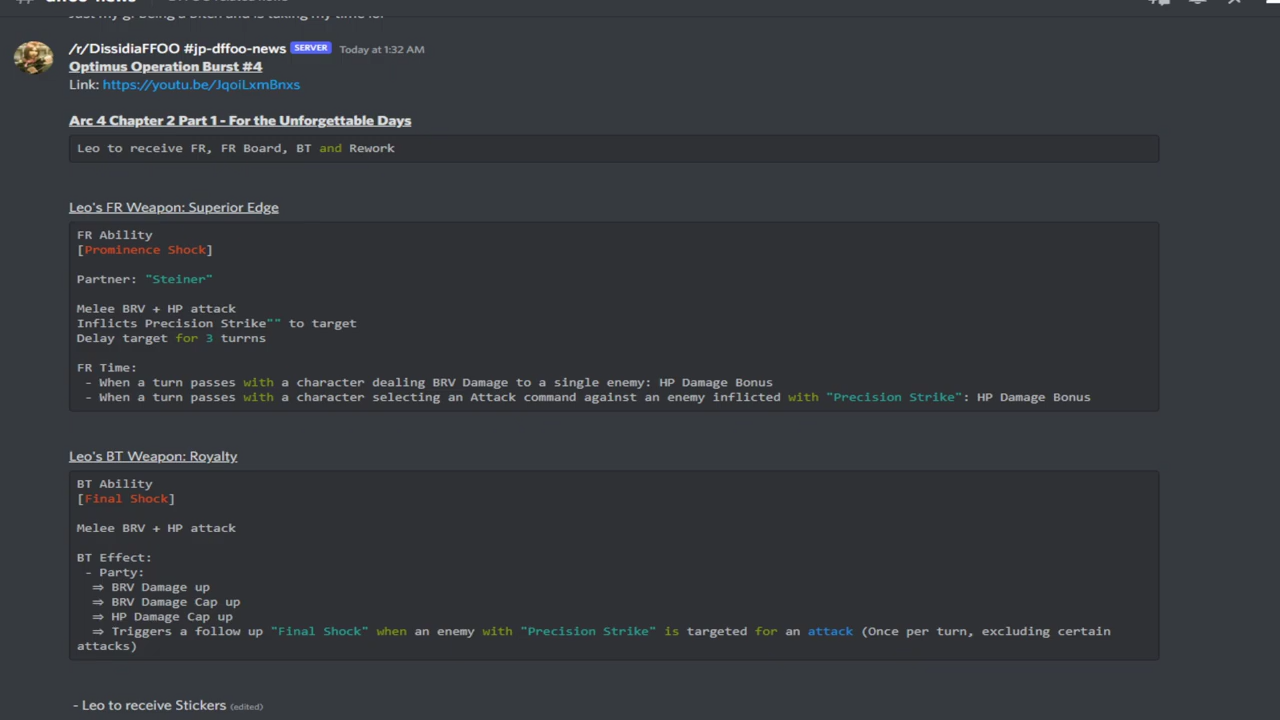 /r/DissidiaFFOO #jp-dffoo-news SERVER Today at 1:32 AM
Optimus Operation Burst #4
Link: https://youtu.be/JqoiLxmBnxs
Arc 4 Chapter 2 Part 1 - For the Unforgettable Days
Leo to receive FR, FR Board, BT and Rework
Leo's FR Weapon: Superior Edge
FR Ability
[Prominence Shock]
Partner: "Steiner"
Melee BRV + HP attack
Inflicts Precision Strike"" to target
Delay target for 3 turrns
FR Time:
- When a turn passes with a character dealing BRV Damage to a single enemy: HP Damage Bonus
- When a turn passes with a character selecting an Attack command against an enemy inflicted with "Precision Strike": HP Damage Bonus
Leo's BT Weapon: Royalty
BT Ability
[Final Shock]
Melee BRV + HP attack
BT Effect:
- Party:
⇒ BRV Damage up
⇒ BRV Damage Cap up
⇒ HP Damage Cap up
⇒ Triggers a follow up "Final Shock" when an enemy with "Precision Strike" is targeted for an attack (Once per turn, excluding certain
attacks)
- Leo to receive Stickers (edited)